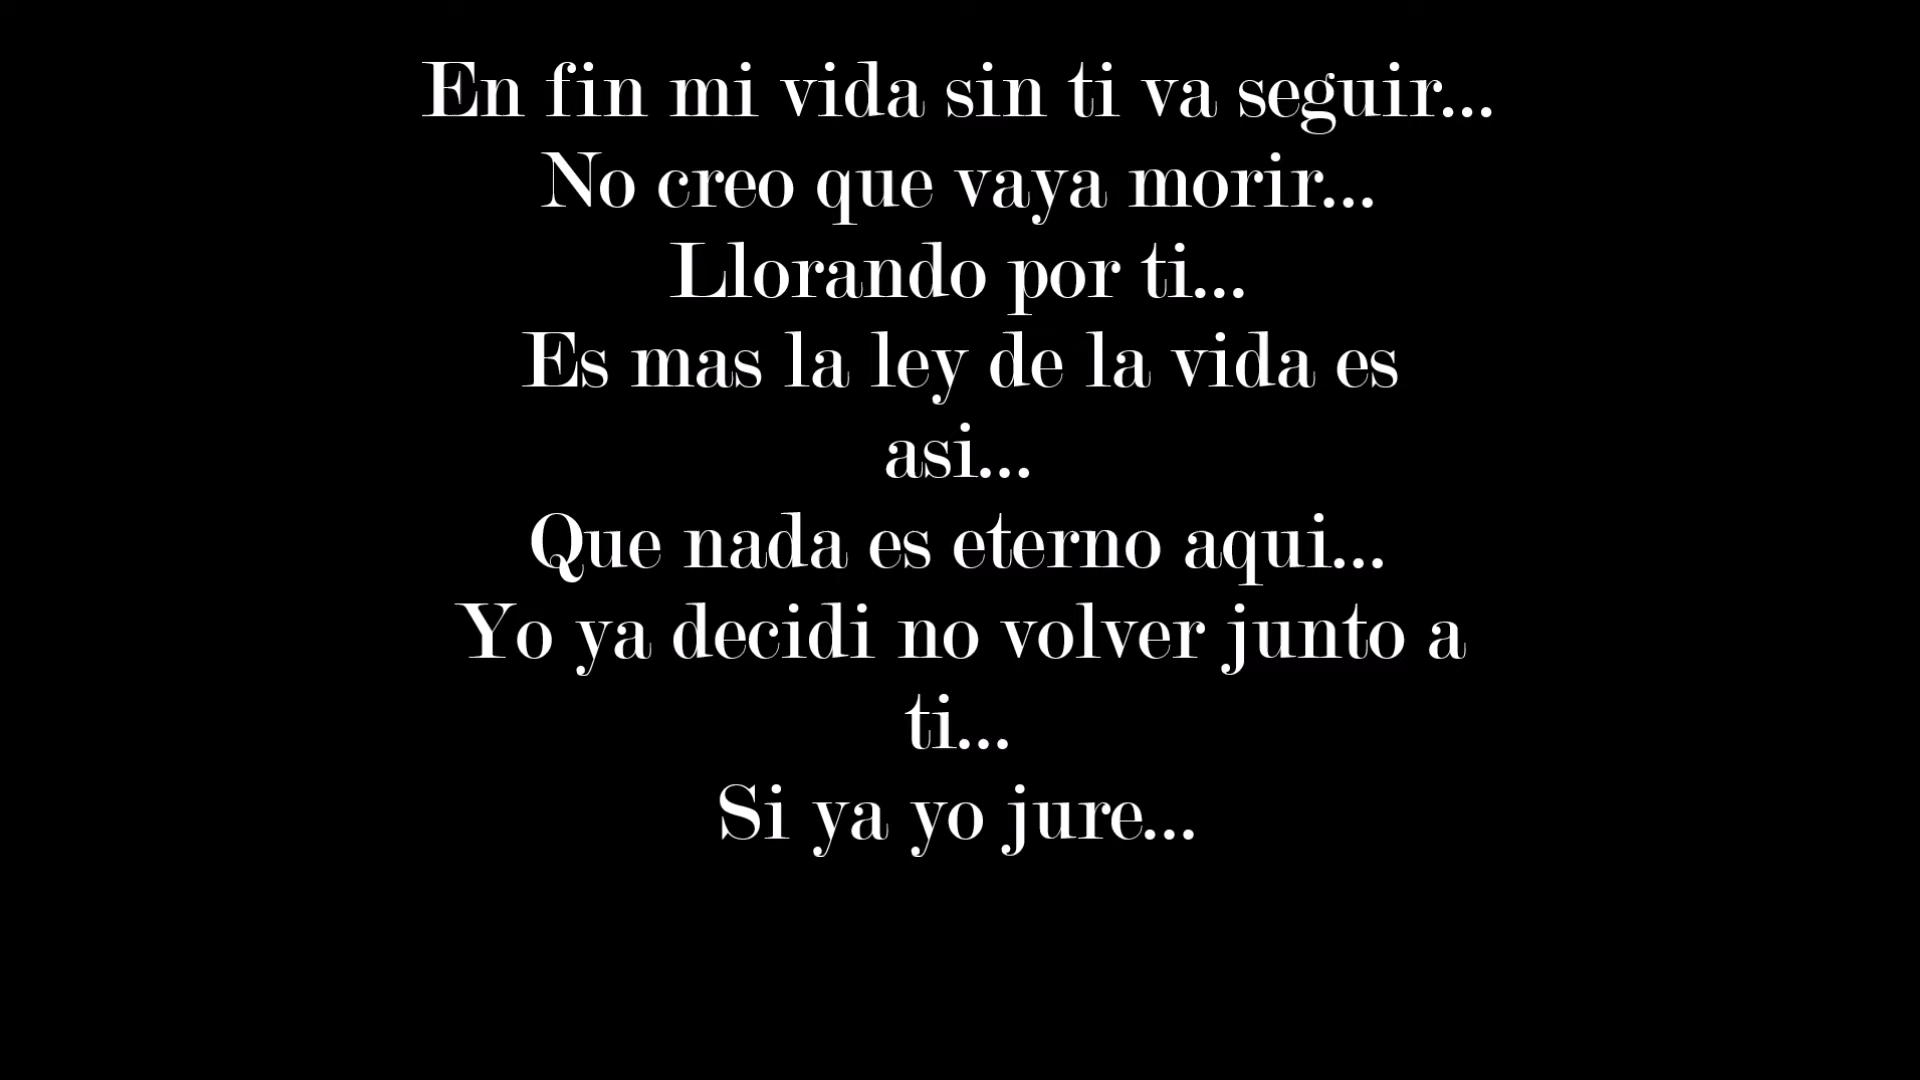 En fin mi vida sin ti va seguir...
No creo que vaya morir...
Llorando por ti...
Es mas la ley de la vida es
asi...
Que nada es eterno aqui...
Yo ya decidi no volver junto a
ti...
Si ya yo jure...